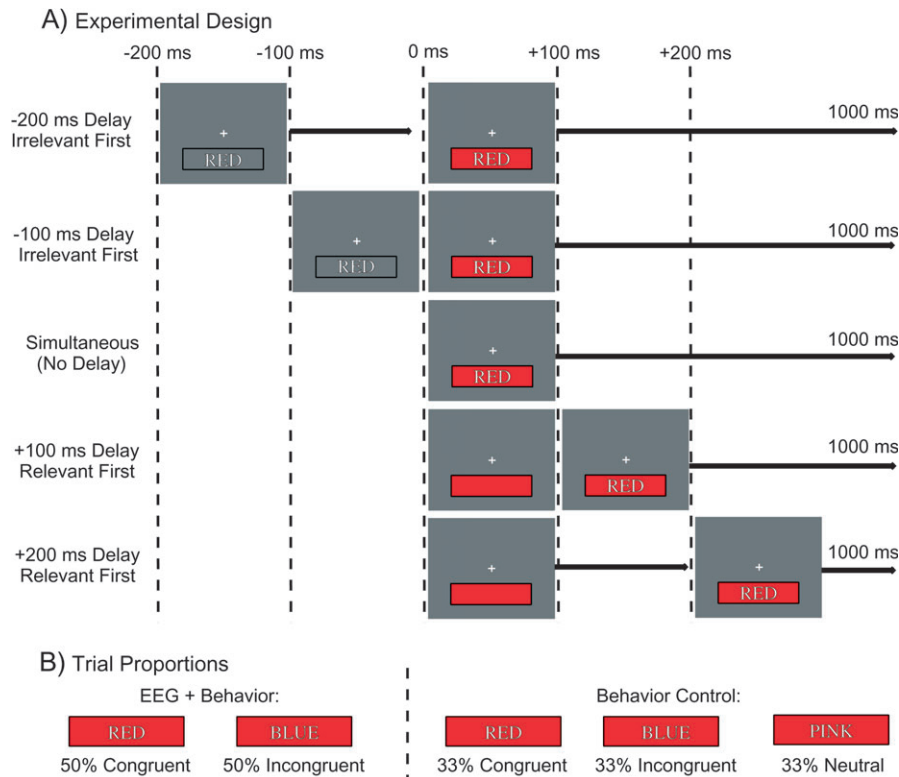 A) Experimental Design
-200 ms -100 ms 0 ms +100 ms +200 ms
-200 ms Delay
Irrelevant First
RED
RED
1000 ms
-100 ms Delay
Irrelevant First
RED
RED
1000 ms
Simultaneous
(No Delay)
RED
1000 ms
+100 ms Delay
Relevant First
RED
1000 ms
+200 ms Delay
Relevant First
RED
1000 ms
B) Trial Proportions
EEG + Behavior:
RED BLUE
50% Congruent 50% Incongruent
Behavior Control:
RED BLUE PINK
33% Congruent 33% Incongruent 33% Neutral